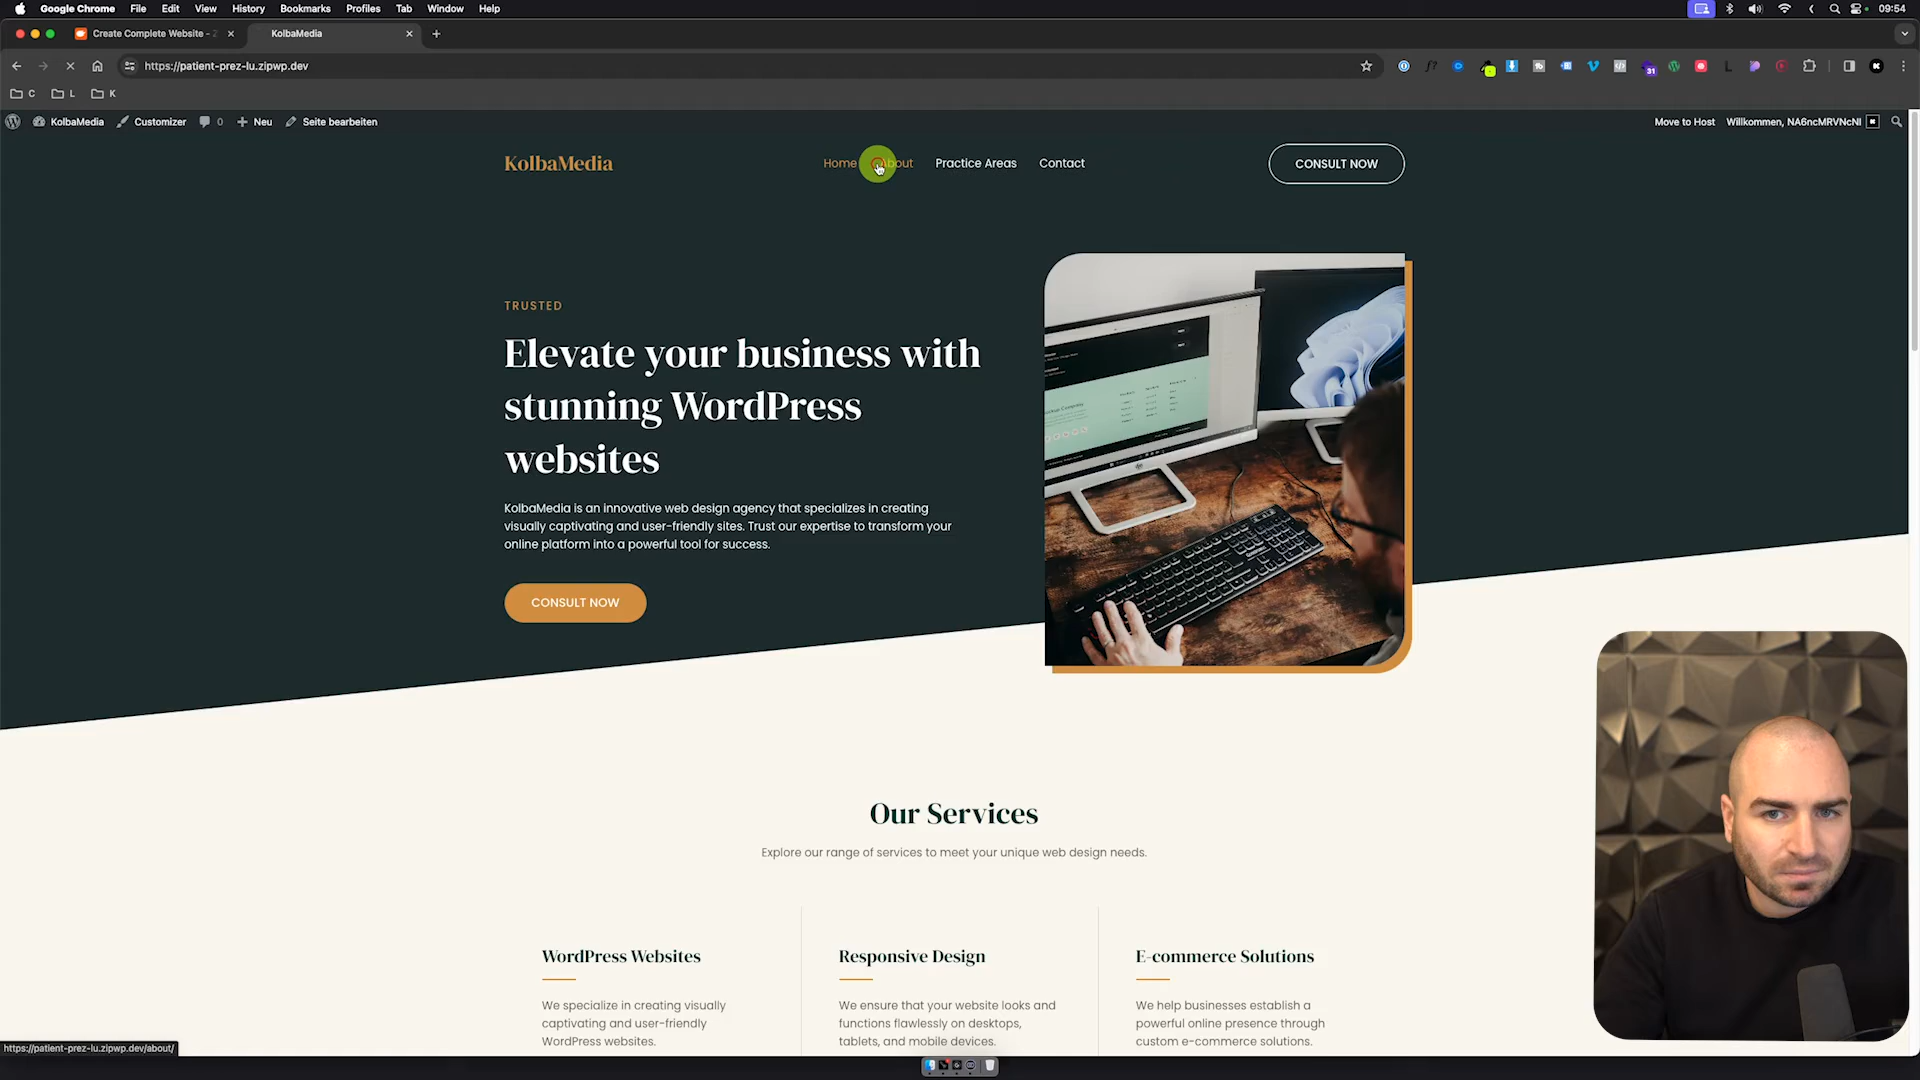 Google Chrome File Edit View History Bookmarks Profiles Tab Window Help 09:54
Create Complete Website - KolbaMedia
https://patient-prez-lu.zipwp.dev
31
C L K
KolbaMedia Customizer 0 Neu Seite bearbeiten Move to Host Willkommen, NA6ncMRVNcNI
KolbaMedia Home About Practice Areas Contact CONSULT NOW
TRUSTED
Elevate your business with
stunning WordPress
websites
KolbaMedia is an innovative web design agency that specializes in creating
visually captivating and user-friendly sites. Trust our expertise to transform your
online platform into a powerful tool for success.
CONSULT NOW
Our Services
Explore our range of services to meet your unique web design needs.
WordPress Websites
We specialize in creating visually
captivating and user-friendly
WordPress websites.
Responsive Design
We ensure that your website looks and
functions flawlessly on desktops,
tablets, and mobile devices.
E-commerce Solutions
We help businesses establish a
powerful online presence through
custom e-commerce solutions.
https://patient-prez-lu.zipwp.dev/about/